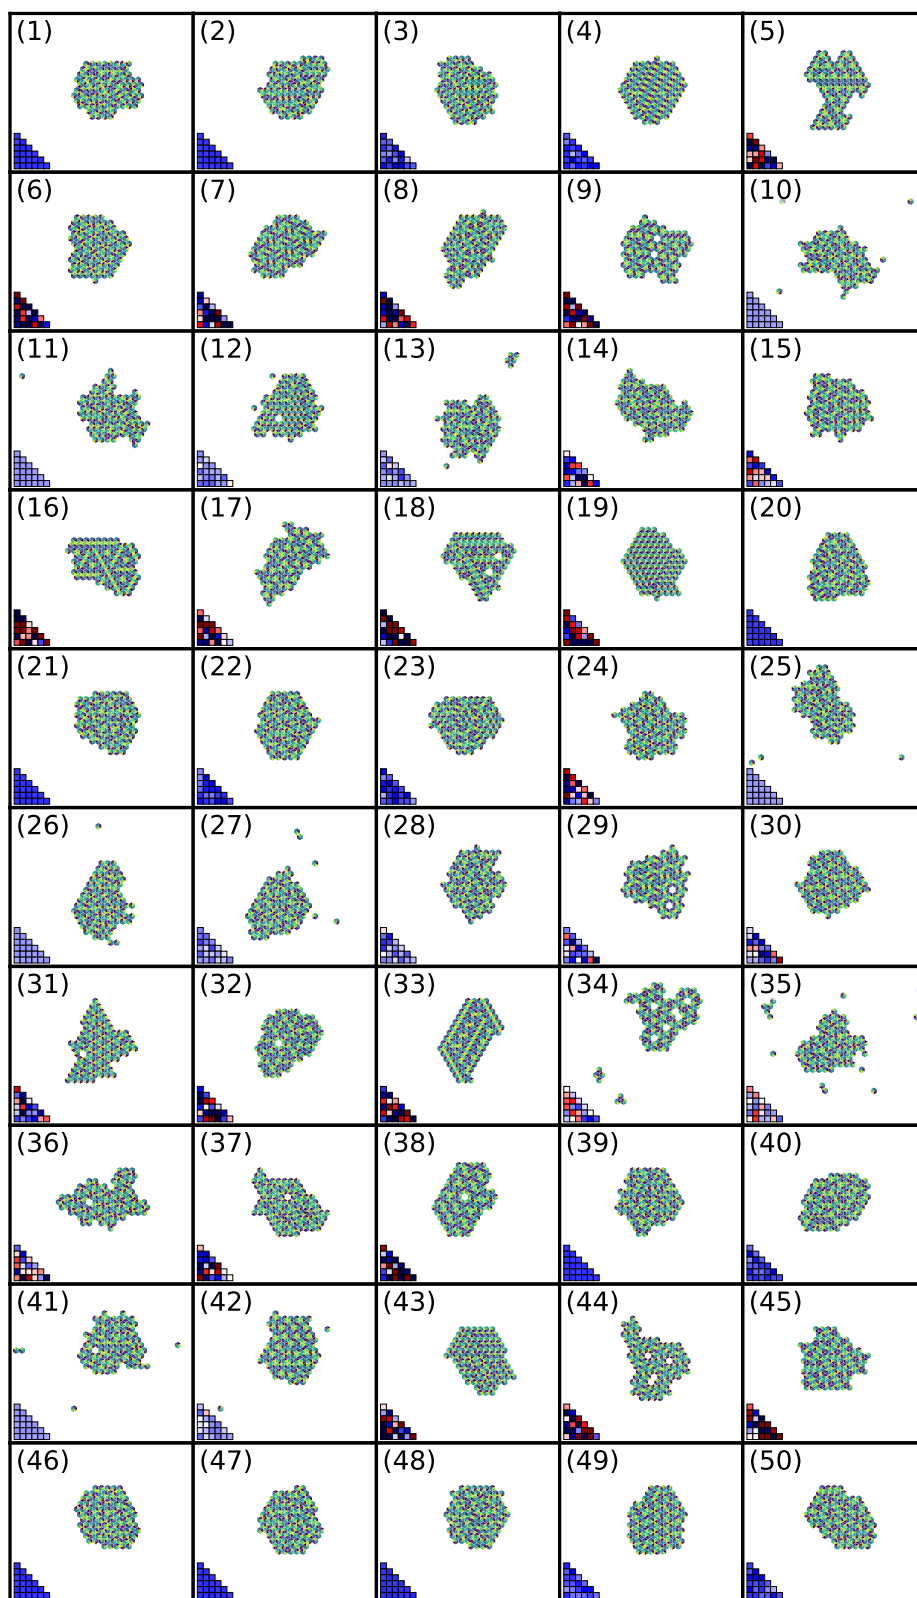 (1) (2) (3) (4) (5)
(6) (7) (8) (9) (10)
(11) (12) (13) (14) (15)
(16) (17) (18) (19) (20)
(21) (22) (23) (24) (25)
(26) (27) (28) (29) (30)
(31) (32) (33) (34) (35)
(36) (37) (38) (39) (40)
(41) (42) (43) (44) (45)
(46) (47) (48) (49) (50)